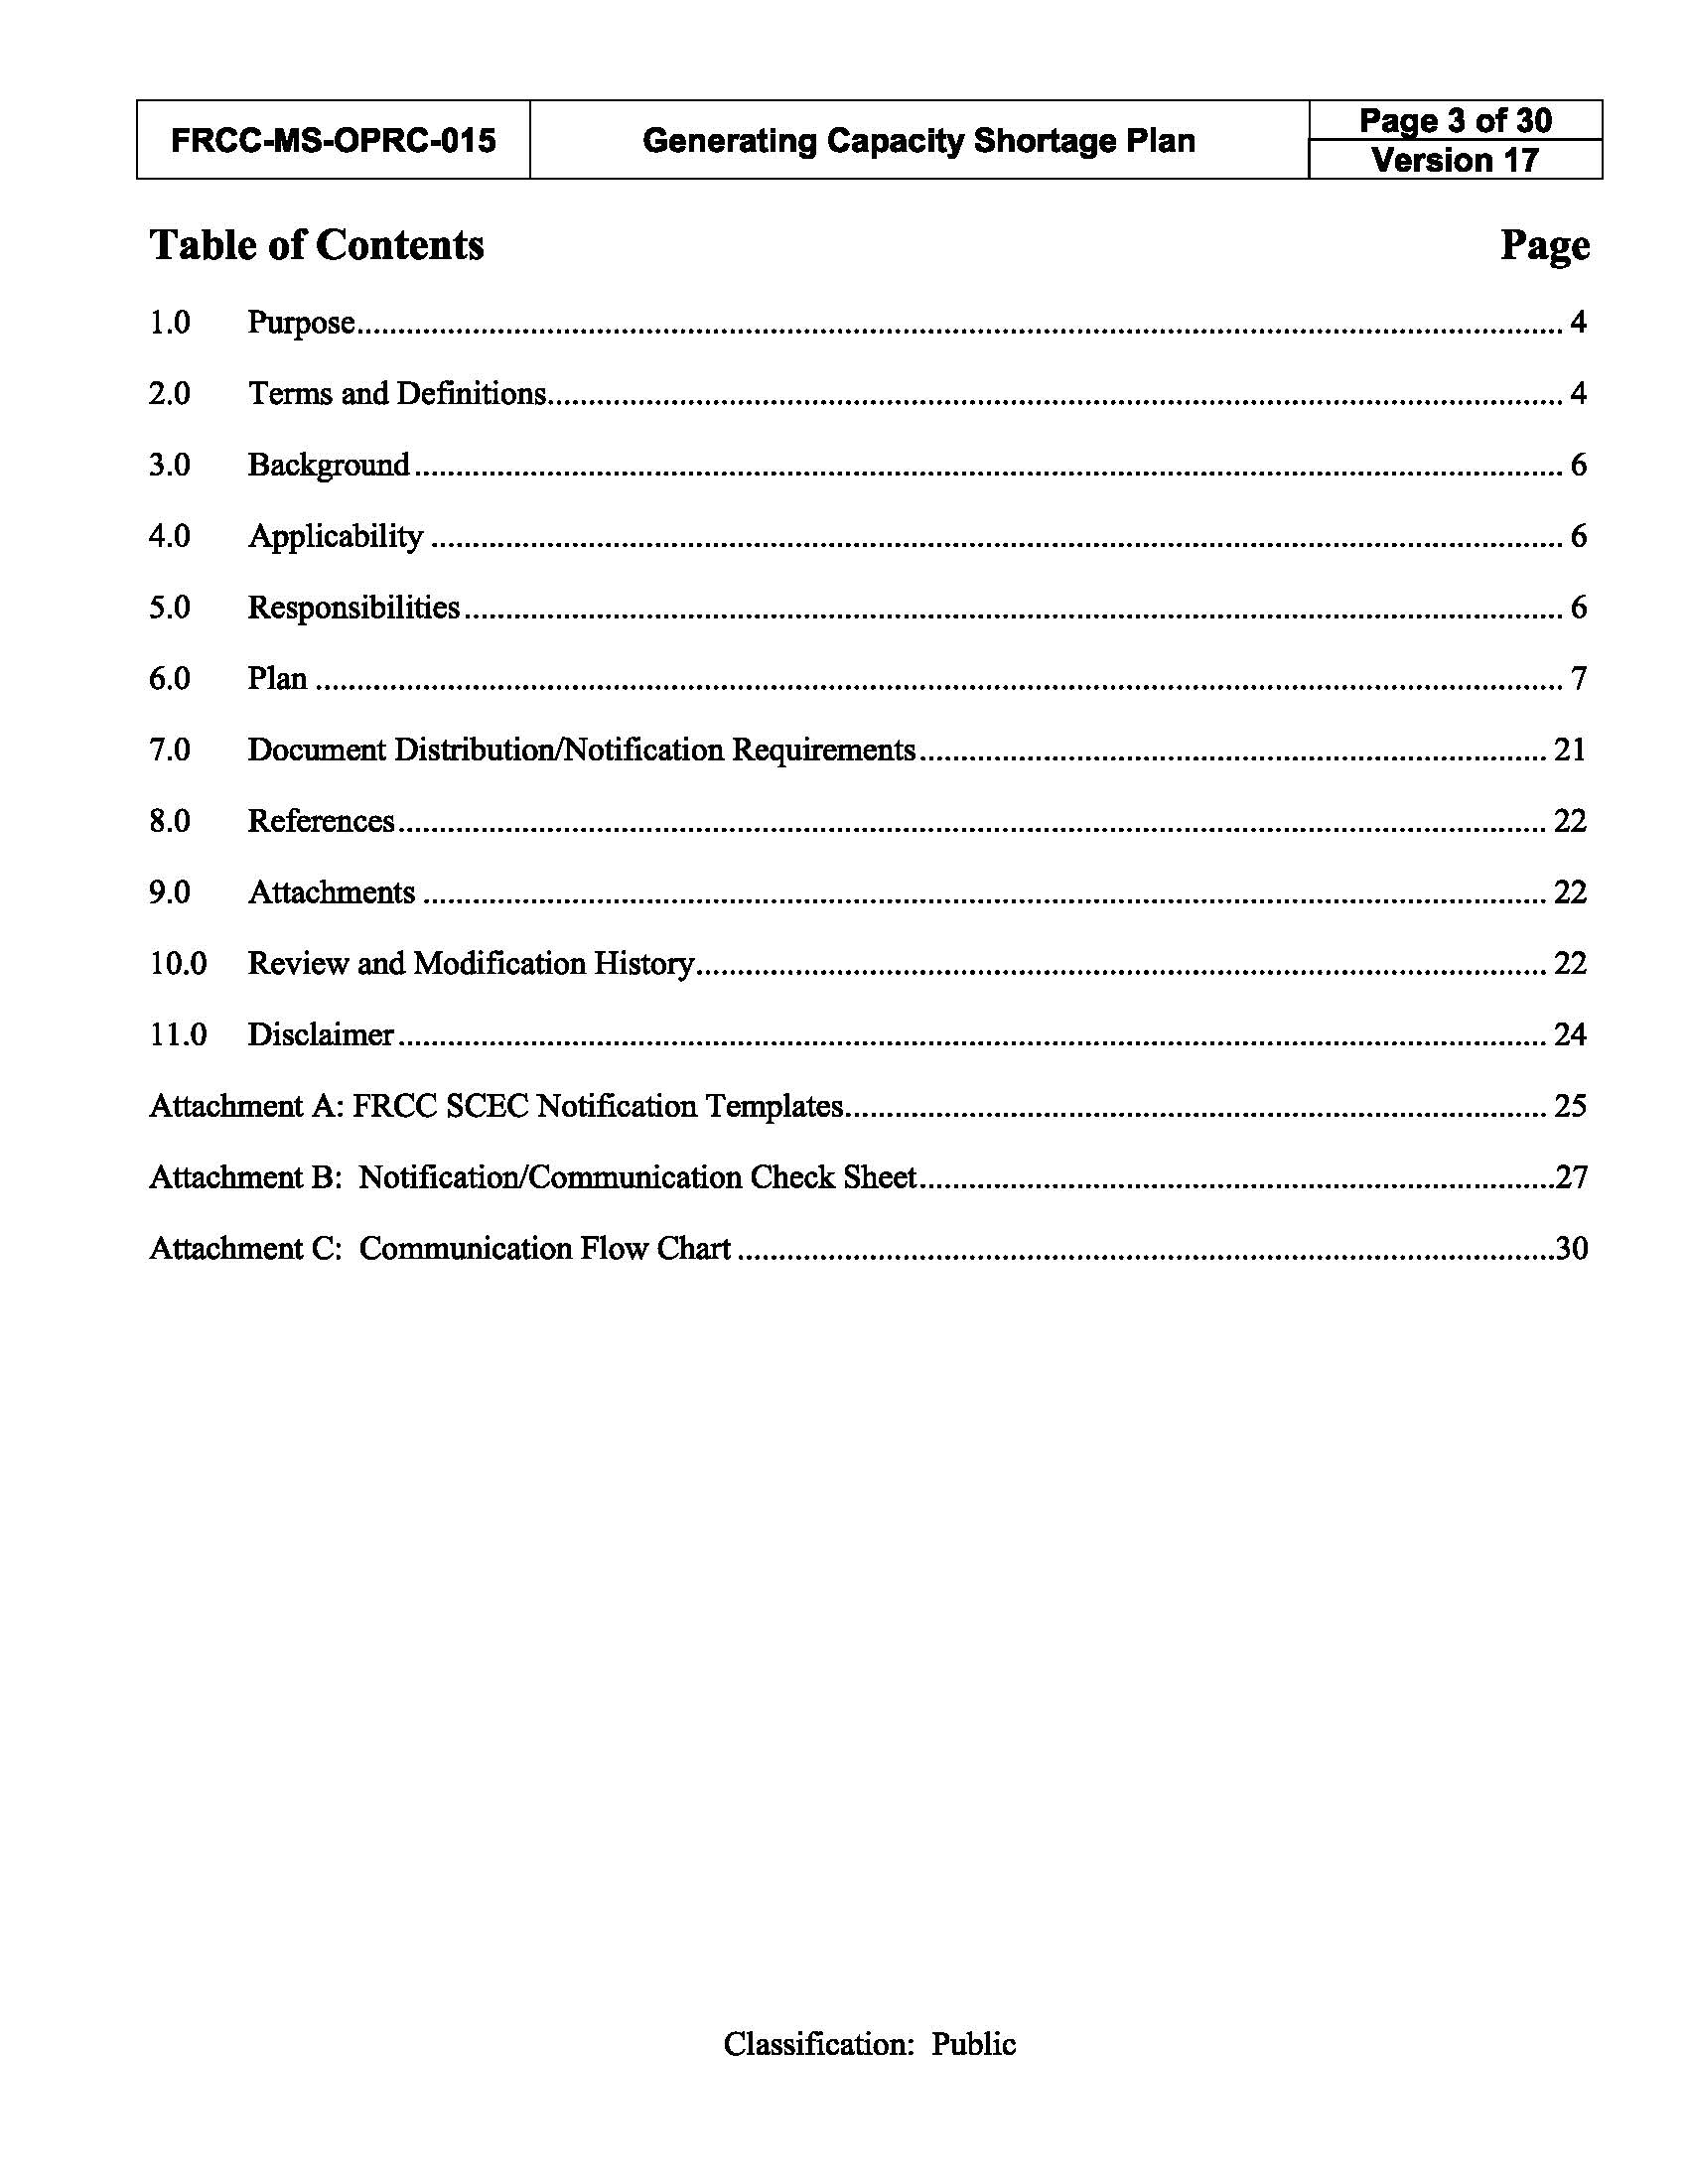 FRCC-MS-OPRC-015 Generating Capacity Shortage Plan Page 3 of 30
Version 17
Table of Contents Page
1.0 Purpose 4
2.0 Terms and Definitions 4
3.0 Background 6
4.0 Applicability 6
5.0 Responsibilities 6
6.0 Plan 7
7.0 Document Distribution/Notification Requirements 21
8.0 References 22
9.0 Attachments 22
10.0 Review and Modification History 22
11.0 Disclaimer 24
Attachment A: FRCC SCEC Notification Templates 25
Attachment B: Notification/Communication Check Sheet 27
Attachment C: Communication Flow Chart 30
Classification: Public